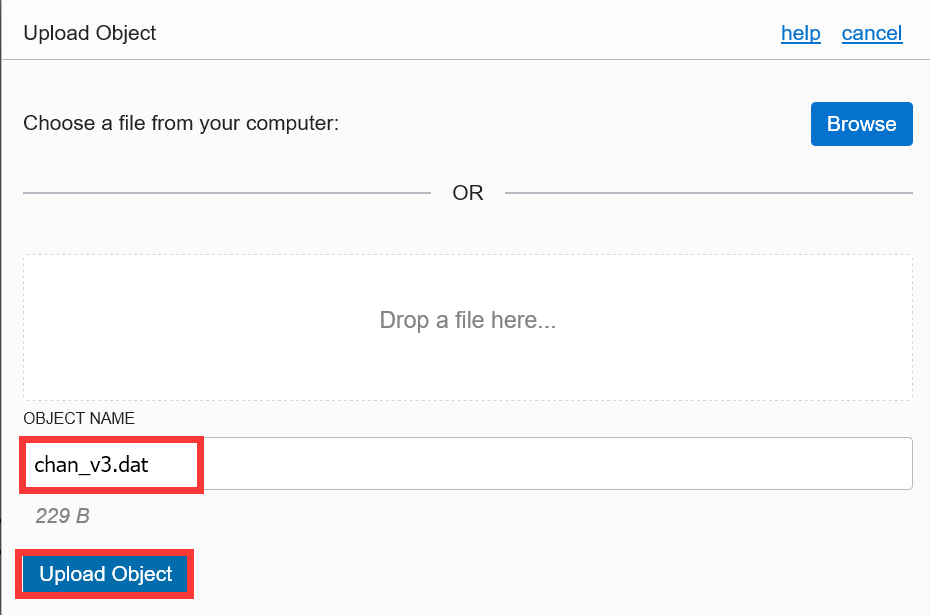 Upload Object help cancel
Choose a file from your computer: Browse
OR
Drop a file here...
OBJECT NAME
chan_v3.dat
229 B
Upload Object